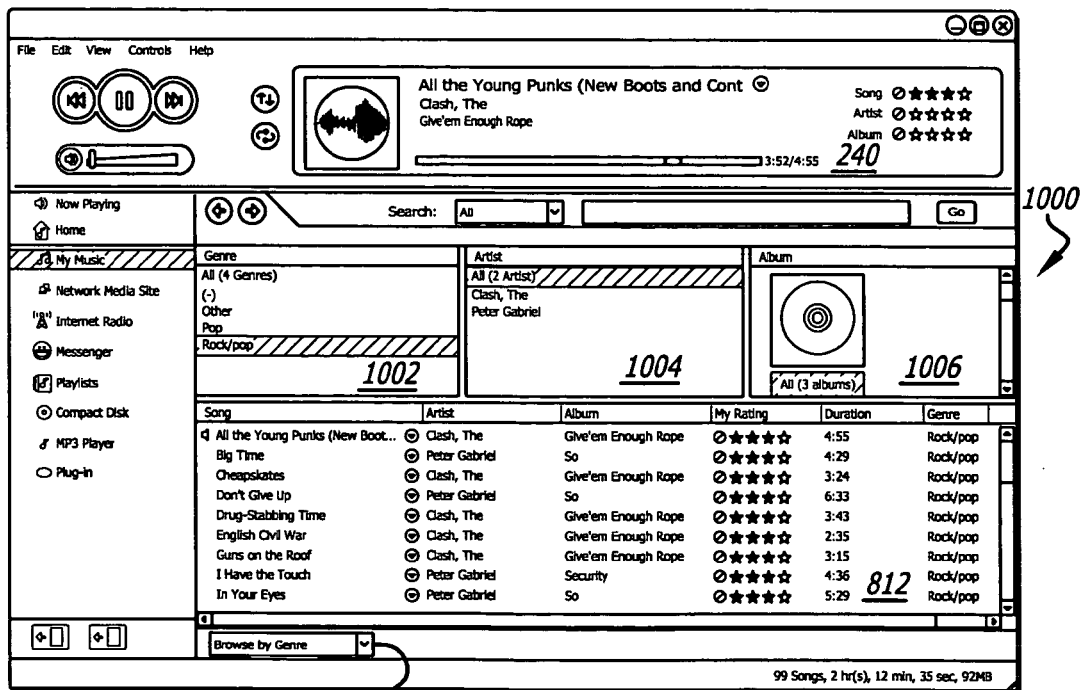 File Edit View Controls Help
All the Young Punks (New Boots and Cont
Clash, The
Give'em Enough Rope
Song
Artist
Album
3:52/4:55
240
1000
Now Playing
Home
My Music
Network Media Site
Internet Radio
Messenger
Playlists
Compact Disk
MP3 Player
Plug-in
Search: All Go
Genre
All (4 Genres)
(-)
Other
Pop
Rock/pop
1002
Artist
All (2 Artist)
Clash, The
Peter Gabriel
1004
Album
All (3 albums)
1006
Song Artist Album My Rating Duration Genre
All the Young Punks (New Boot... Clash, The Give'em Enough Rope 4:55 Rock/pop
Big Time Peter Gabriel So 4:29 Rock/pop
Cheapskates Clash, The Give'em Enough Rope 3:24 Rock/pop
Don't Give Up Peter Gabriel So 6:33 Rock/pop
Drug-Stabbing Time Clash, The Give'em Enough Rope 3:43 Rock/pop
English Civil War Clash, The Give'em Enough Rope 2:35 Rock/pop
Guns on the Roof Clash, The Give'em Enough Rope 3:15 Rock/pop
I Have the Touch Peter Gabriel Security 4:36 Rock/pop
In Your Eyes Peter Gabriel So 5:29 Rock/pop
812
Browse by Genre
99 Songs, 2 hr(s), 12 min, 35 sec, 92MB